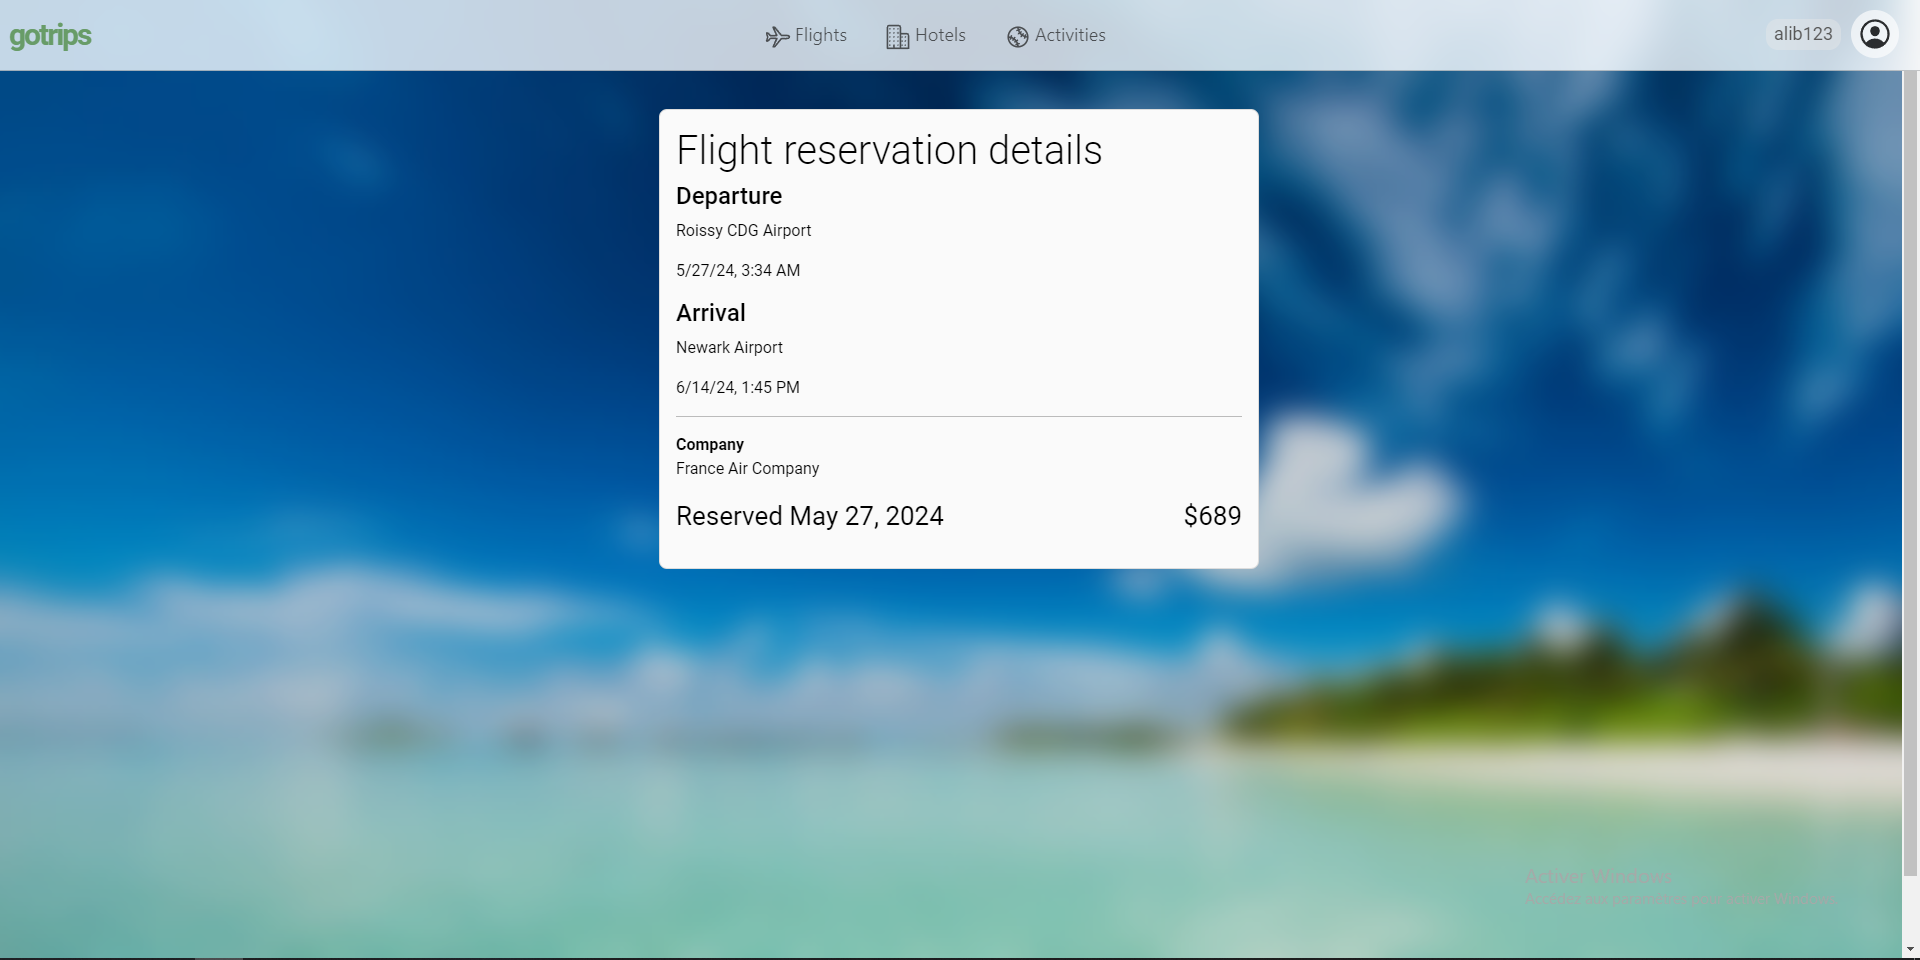 gotrips
Flights
Hotels
Activities
alib123
Flight reservation details
Departure
Roissy CDG Airport
5/27/24, 3:34 AM
Arrival
Newark Airport
6/14/24, 1:45 PM
Company
France Air Company
Reserved May 27, 2024
$689
Activer Windows
Accédez aux paramètres pour activer Windows.